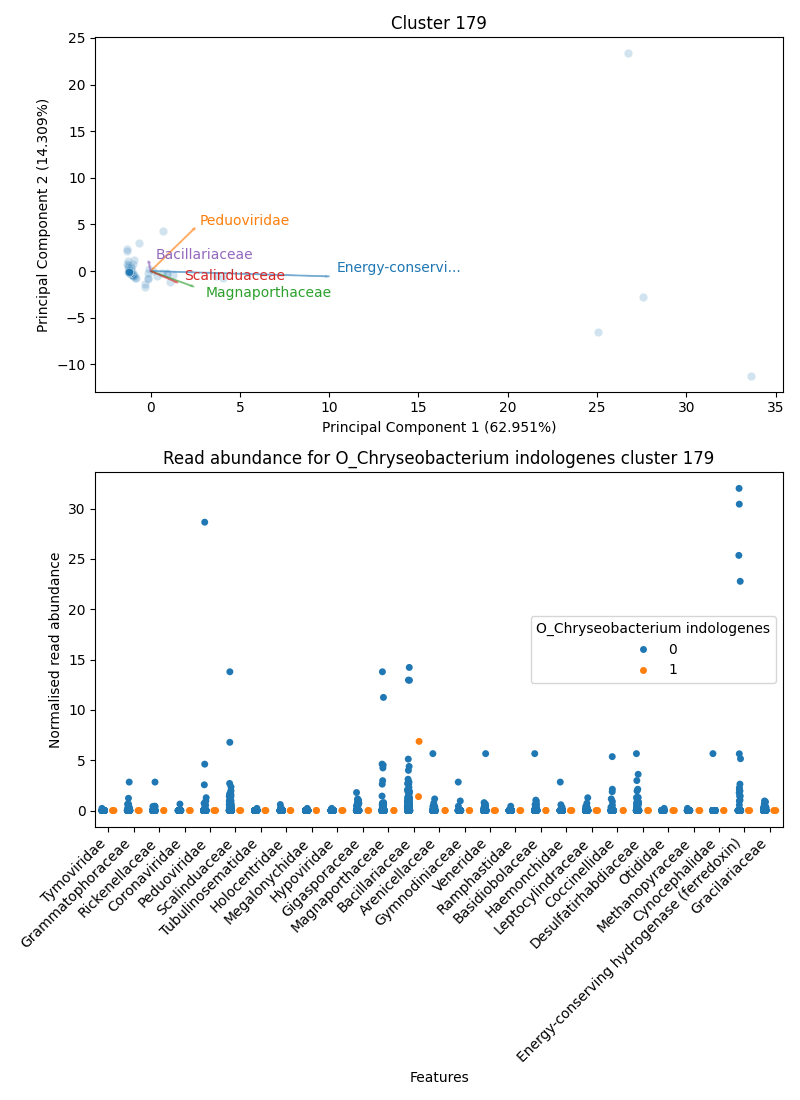 Cluster 179
Principal Component 2 (14.309%)
25
20
15
10
5
0
−5
−10
Peduoviridae
Bacillariaceae
Energy-conservi...
Scalinduaceae
Magnaporthaceae
0
5
10
15
20
25
30
35
Principal Component 1 (62.951%)
Read abundance for O_Chryseobacterium indologenes cluster 179
Normalised read abundance
30
25
20
15
10
5
0
O_Chryseobacterium indologenes
0
1
Tymoviridae
Grammatophoraceae
Rickenellaceae
Coronaviridae
Peduoviridae
Scalinduaceae
Tubulinosematidae
Holocentridae
Megalonychidae
Hypoviridae
Gigasporaceae
Magnaporthaceae
Bacillariaceae
Arenicellaceae
Gymnodiniaceae
Veneridae
Ramphastidae
Basidiobolaceae
Haemonchidae
Leptocylindraceae
Coccinellidae
Desulfatirhabdiaceae
Otididae
Methanopyraceae
Cynocephalidae
Energy-conserving hydrogenase (ferredoxin)
Gracilariaceae
Features